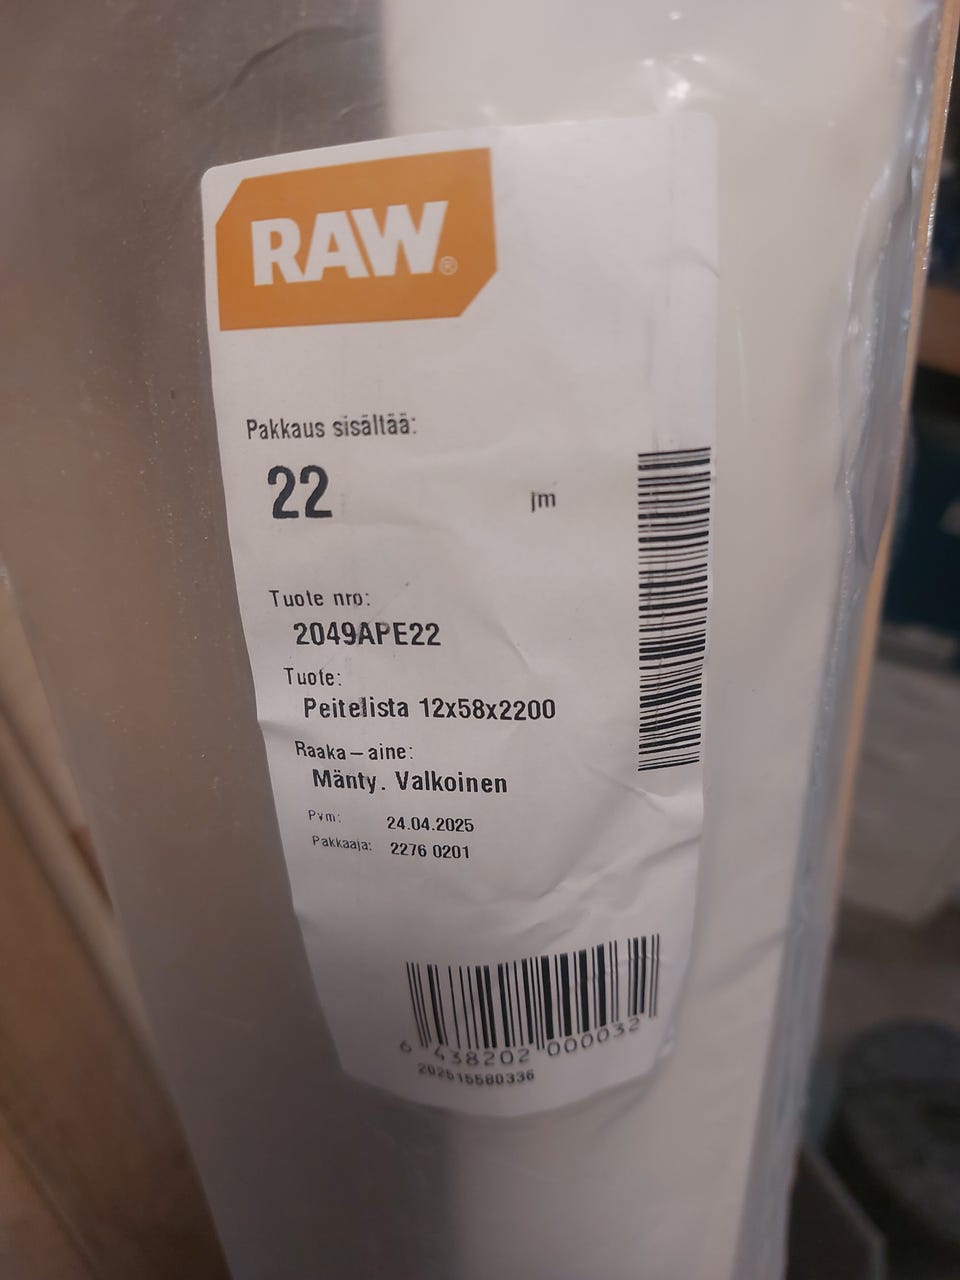 RAW®
Pakkaus sisältää:
22 jm
Tuote nro:
2049APE22
Tuote:
Peitelista 12x58x2200
Raaka-aine:
Mänty. Valkoinen
Pvm: 24.04.2025
Pakkaaja: 2276 0201
6 438202 000032
202515580336